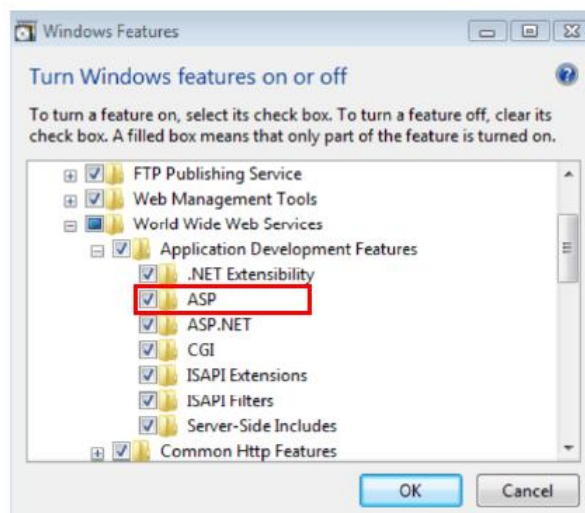 Windows Features
Turn Windows features on or off
To turn a feature on, select its check box. To turn a feature off, clear its
check box. A filled box means that only part of the feature is turned on.
FTP Publishing Service
Web Management Tools
World Wide Web Services
Application Development Features
.NET Extensibility
ASP
ASP.NET
CGI
ISAPI Extensions
ISAPI Filters
Server-Side Includes
Common Http Features
OK Cancel